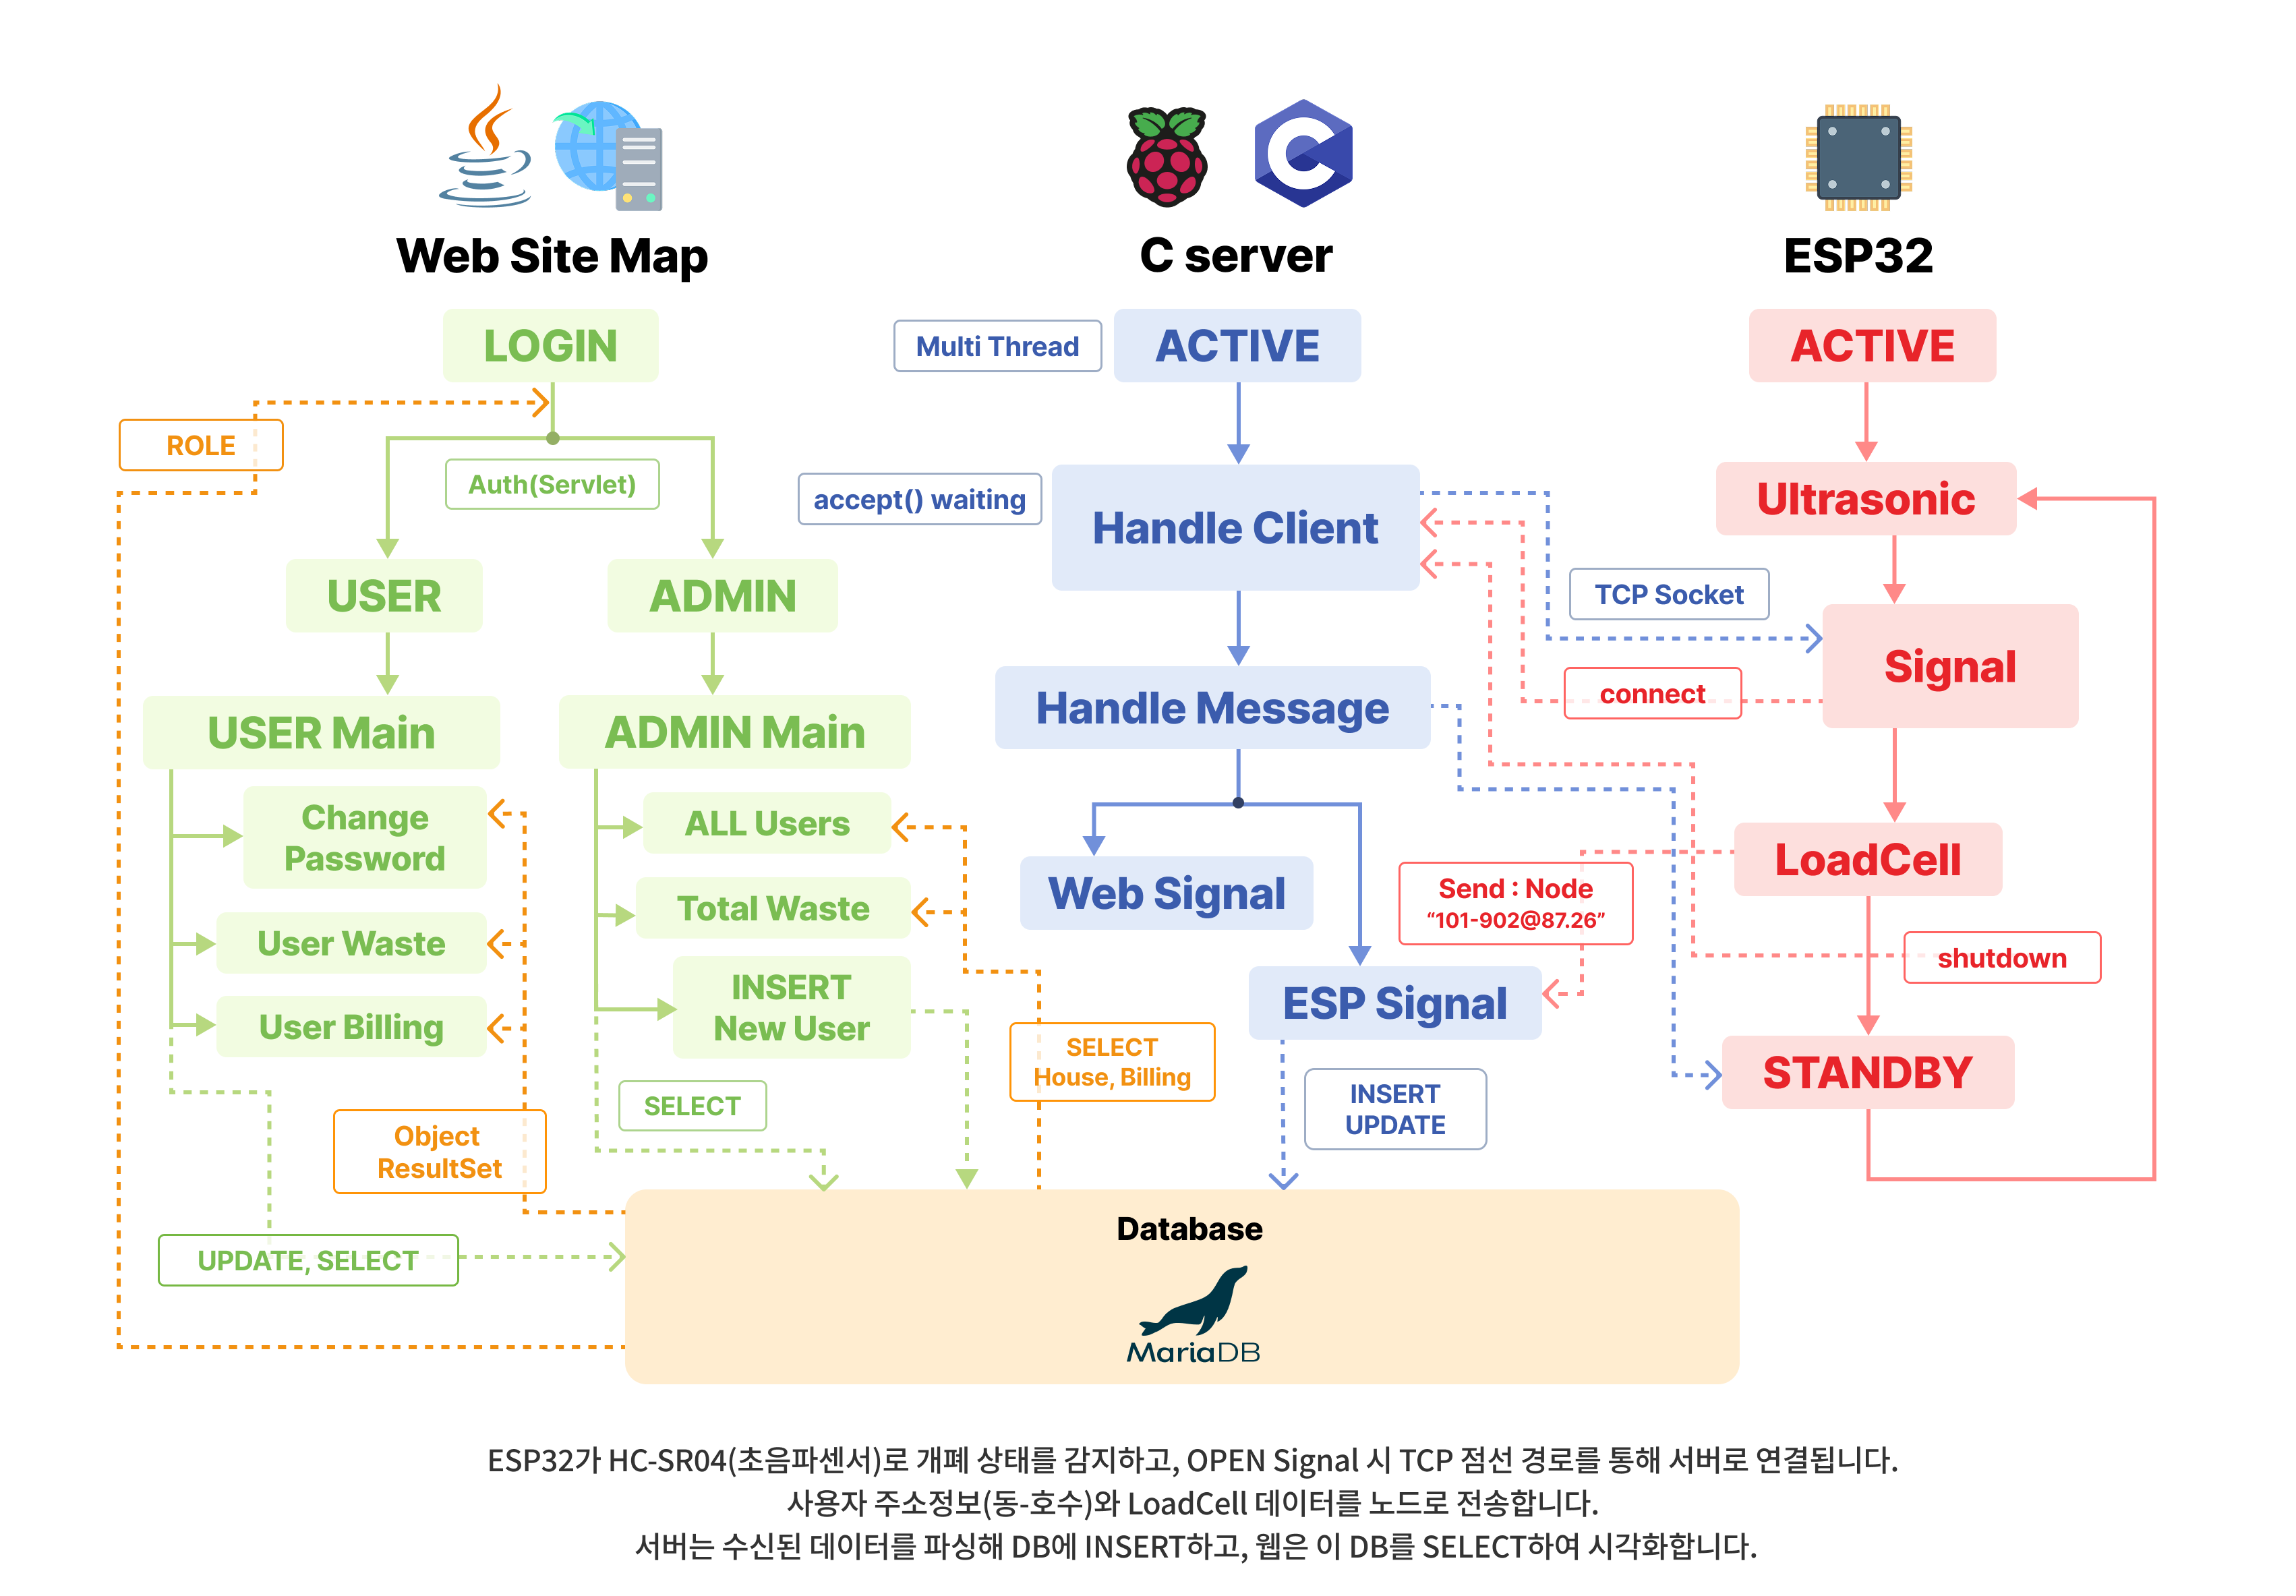 Web Site Map
C server
ESP32
LOGIN
ROLE
Auth(Servlet)
USER
ADMIN
USER Main
ADMIN Main
Change
Password
User Waste
User Billing
ALL Users
Total Waste
INSERT
New User
SELECT
Object
ResultSet
UPDATE, SELECT
SELECT
House, Billing
Multi Thread
ACTIVE
accept() waiting
Handle Client
Handle Message
Web Signal
ESP Signal
INSERT
UPDATE
ACTIVE
Ultrasonic
TCP Socket
Signal
connect
LoadCell
Send : Node
“101-902@87.26”
shutdown
STANDBY
Database
MariaDB
ESP32가 HC-SR04(초음파센서)로 개폐 상태를 감지하고, OPEN Signal 시 TCP 점선 경로를 통해 서버로 연결됩니다.
사용자 주소정보(동-호수)와 LoadCell 데이터를 노드로 전송합니다.
서버는 수신된 데이터를 파싱해 DB에 INSERT하고, 웹은 이 DB를 SELECT하여 시각화합니다.